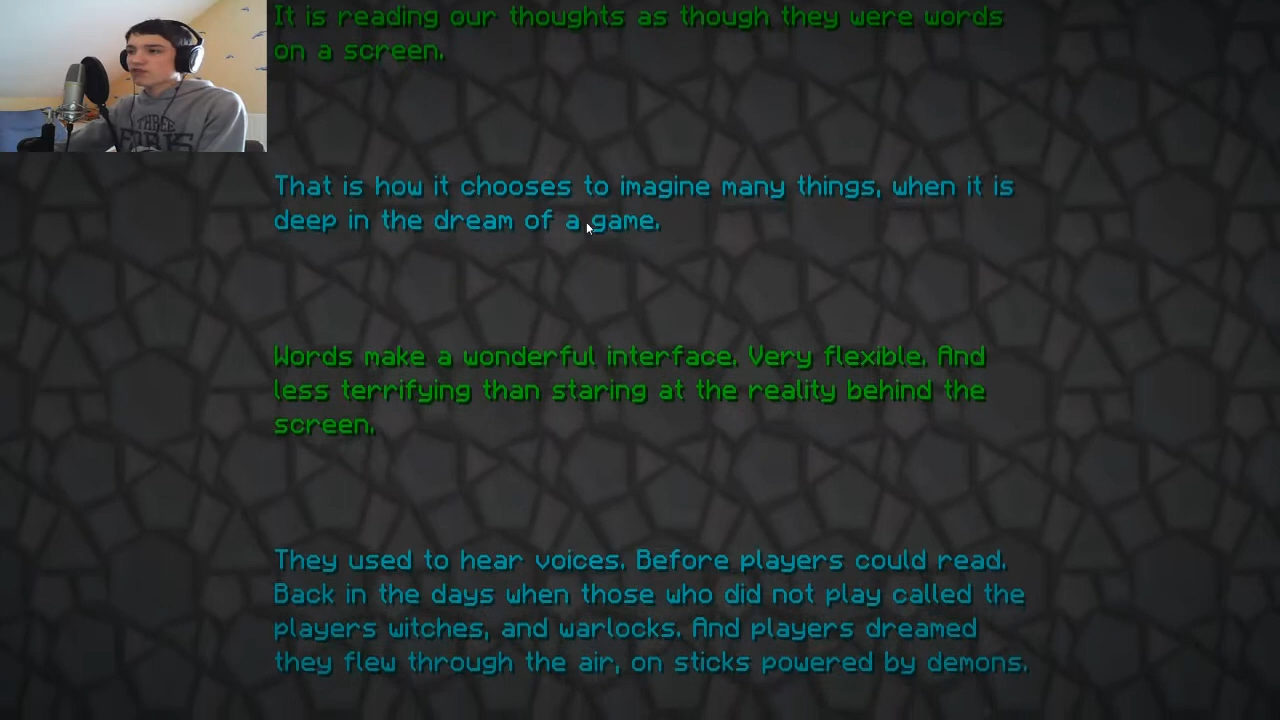 It is reading our thoughts as though they were words
on a screen.
That is how it chooses to imagine many things, when it is
deep in the dream of a game.
Words make a wonderful interface. Very flexible. And
less terrifying than staring at the reality behind the
screen.
They used to hear voices. Before players could read.
Back in the days when those who did not play called the
players witches, and warlocks. And players dreamed
they flew through the air, on sticks powered by demons.
THREE
FORKS